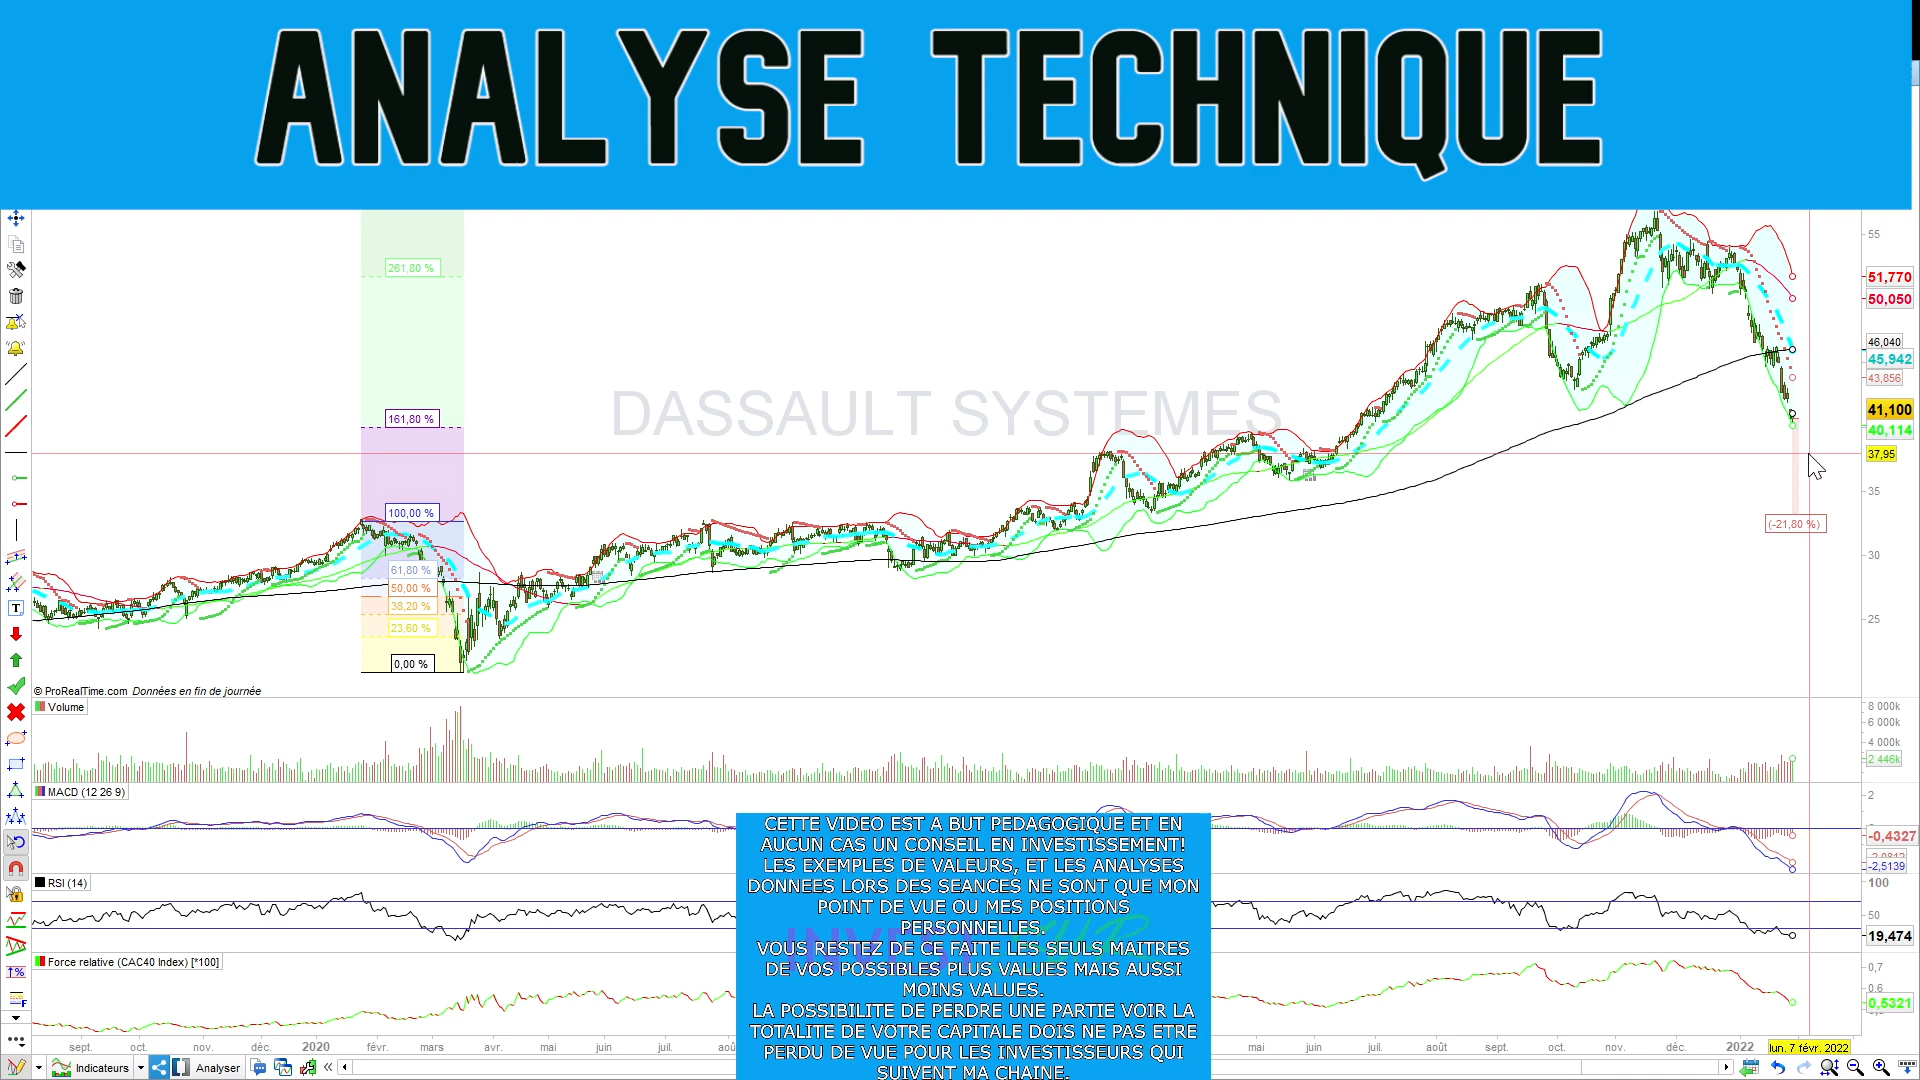 ANALYSE TECHNIQUE
261,80 %
55
51,770
50,050
46,040
45,942
43,856
DASSAULT SYSTEMES
161,80 %
41,100
40,114
37,95
35
100,00 %
(-21,80 %)
30
61,80 %
50,00 %
38,20 %
23,60 %
25
0,00 %
© ProRealTime.com Données en fin de journée
Volume
8 000k
6 000k
4 000k
2 446k
MACD (12 26 9)
2
-0,4327
-2,5139
RSI (14)
100
50
19,474
Force relative (CAC40 Index) [*100]
0,7
0,6
0,5321
CETTE VIDEO EST A BUT PEDAGOGIQUE ET EN
AUCUN CAS UN CONSEIL EN INVESTISSEMENT!
LES EXEMPLES DE VALEURS, ET LES ANALYSES
DONNEES LORS DES SEANCES NE SONT QUE MON
POINT DE VUE OU MES POSITIONS
PERSONNELLES.
VOUS RESTEZ DE CE FAITE LES SEULS MAITRES
DE VOS POSSIBLES PLUS VALUES MAIS AUSSI
MOINS VALUES.
LA POSSIBILITE DE PERDRE UNE PARTIE VOIR LA
TOTALITE DE VOTRE CAPITALE DOIS NE PAS ETRE
PERDU DE VUE POUR LES INVESTISSEURS QUI
SUIVENT MA CHAINE.
sept. oct. nov. déc. 2020 févr. mars avr. mai juin juil. aoû mai juin juil. août sept. oct. nov. déc. 2022 lun. 7 févr. 2022
Indicateurs Analyser